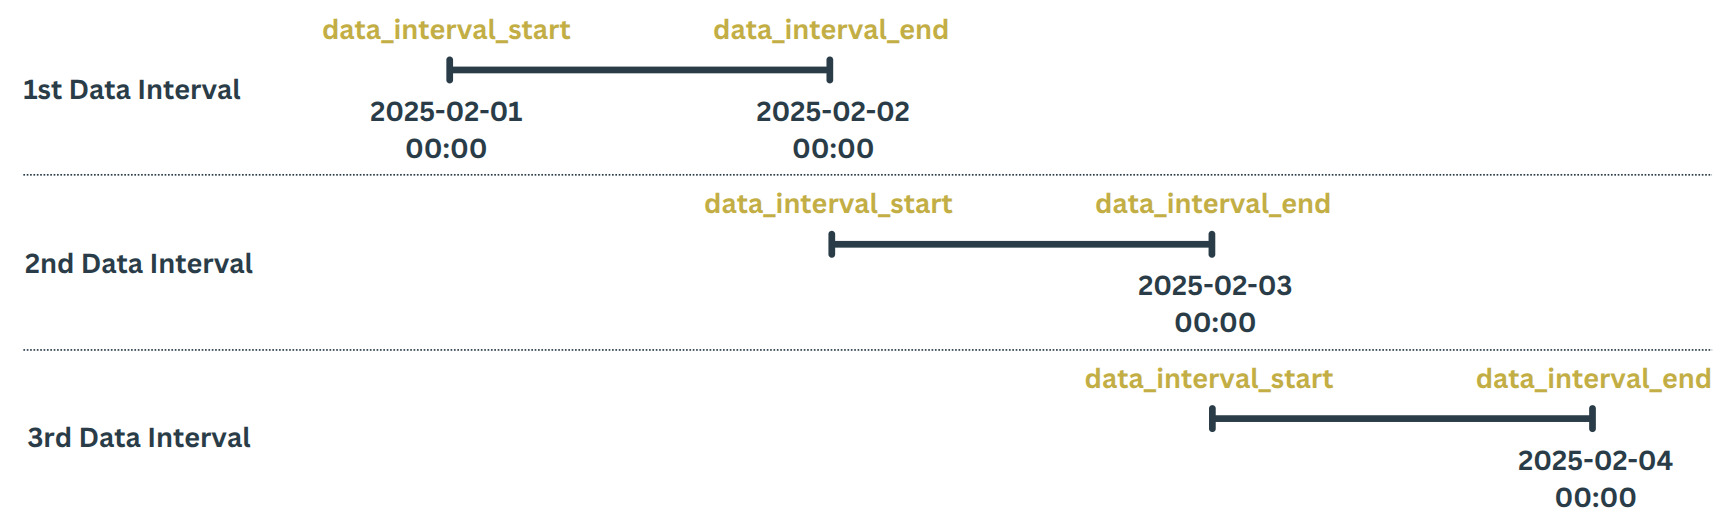 data_interval_start data_interval_end
1st Data Interval
2025-02-01 2025-02-02
00:00 00:00
data_interval_start data_interval_end
2nd Data Interval
2025-02-03
00:00
data_interval_start data_interval_end
3rd Data Interval
2025-02-04
00:00